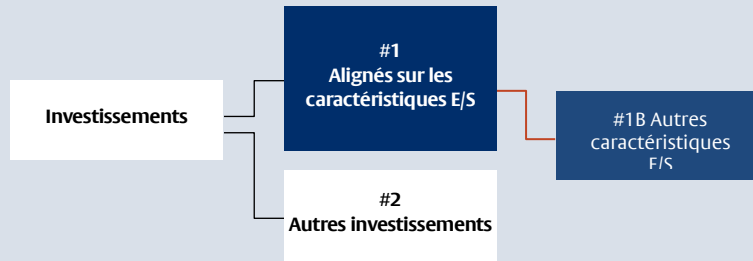 Investissements
#1
Alignés sur les
caractéristiques E/S
#2
Autres investissements
#1B Autres
caractéristiques
E/S